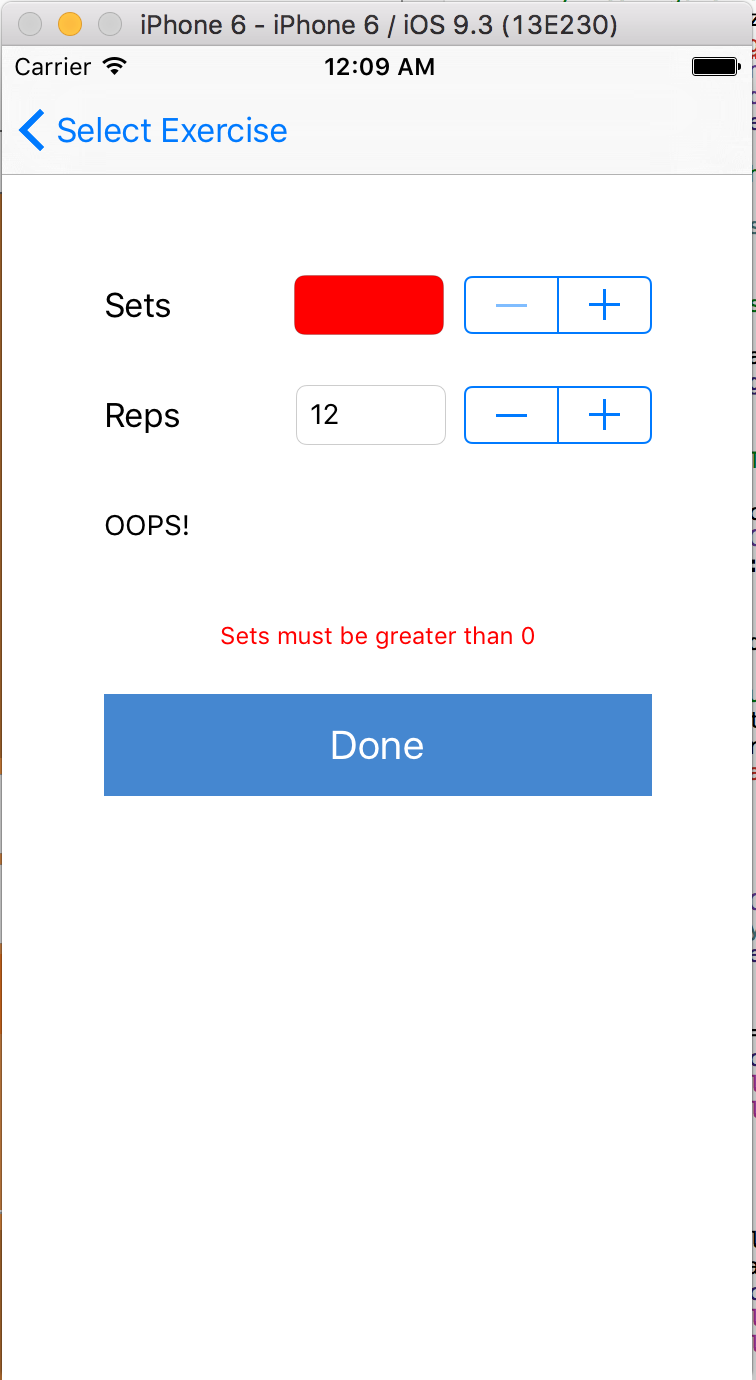 iPhone 6 - iPhone 6 / iOS 9.3 (13E230)
Carrier 12:09 AM
Select Exercise
Sets
Reps 12
OOPS!
Sets must be greater than 0
Done